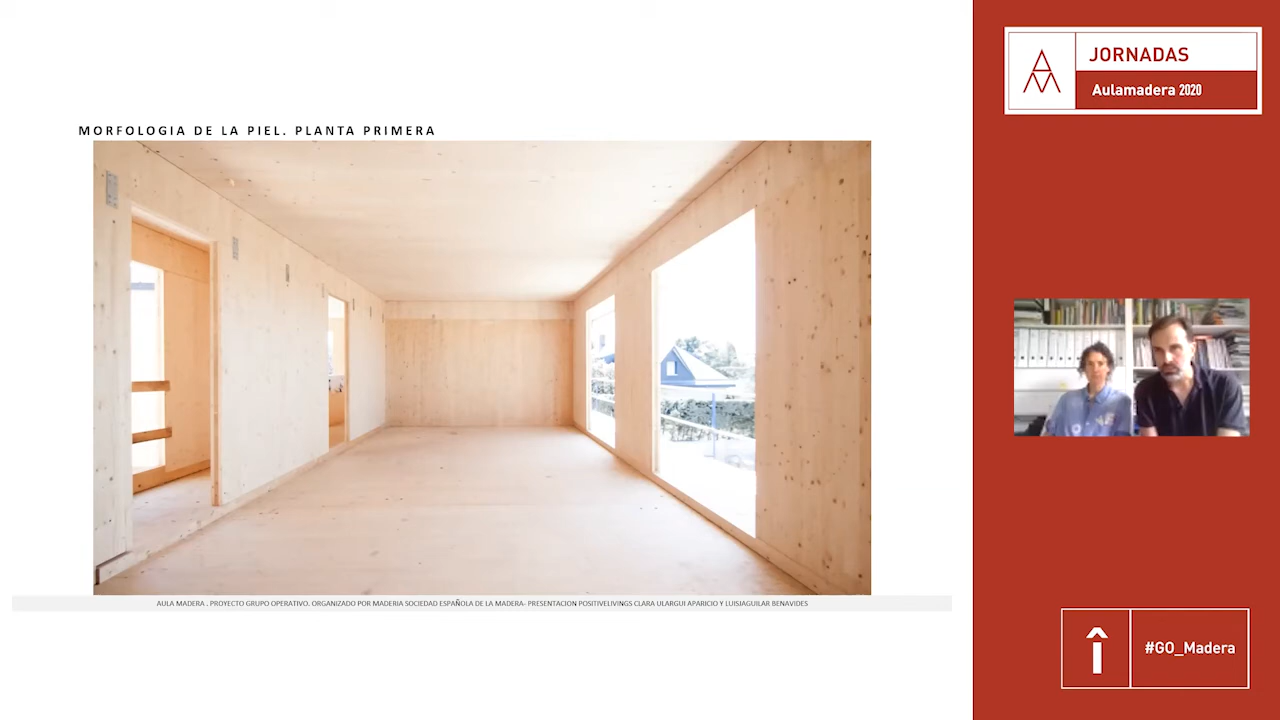 MORFOLOGIA DE LA PIEL. PLANTA PRIMERA
AULA MADERA . PROYECTO GRUPO OPERATIVO. ORGANIZADO POR MADERIA SOCIEDAD ESPAÑOLA DE LA MADERA- PRESENTACION POSITIVELIVINGS CLARA ULARGUI APARICIO Y LUISJAGUILAR BENAVIDES
JORNADAS
Aulamadera 2020
#GO_Madera